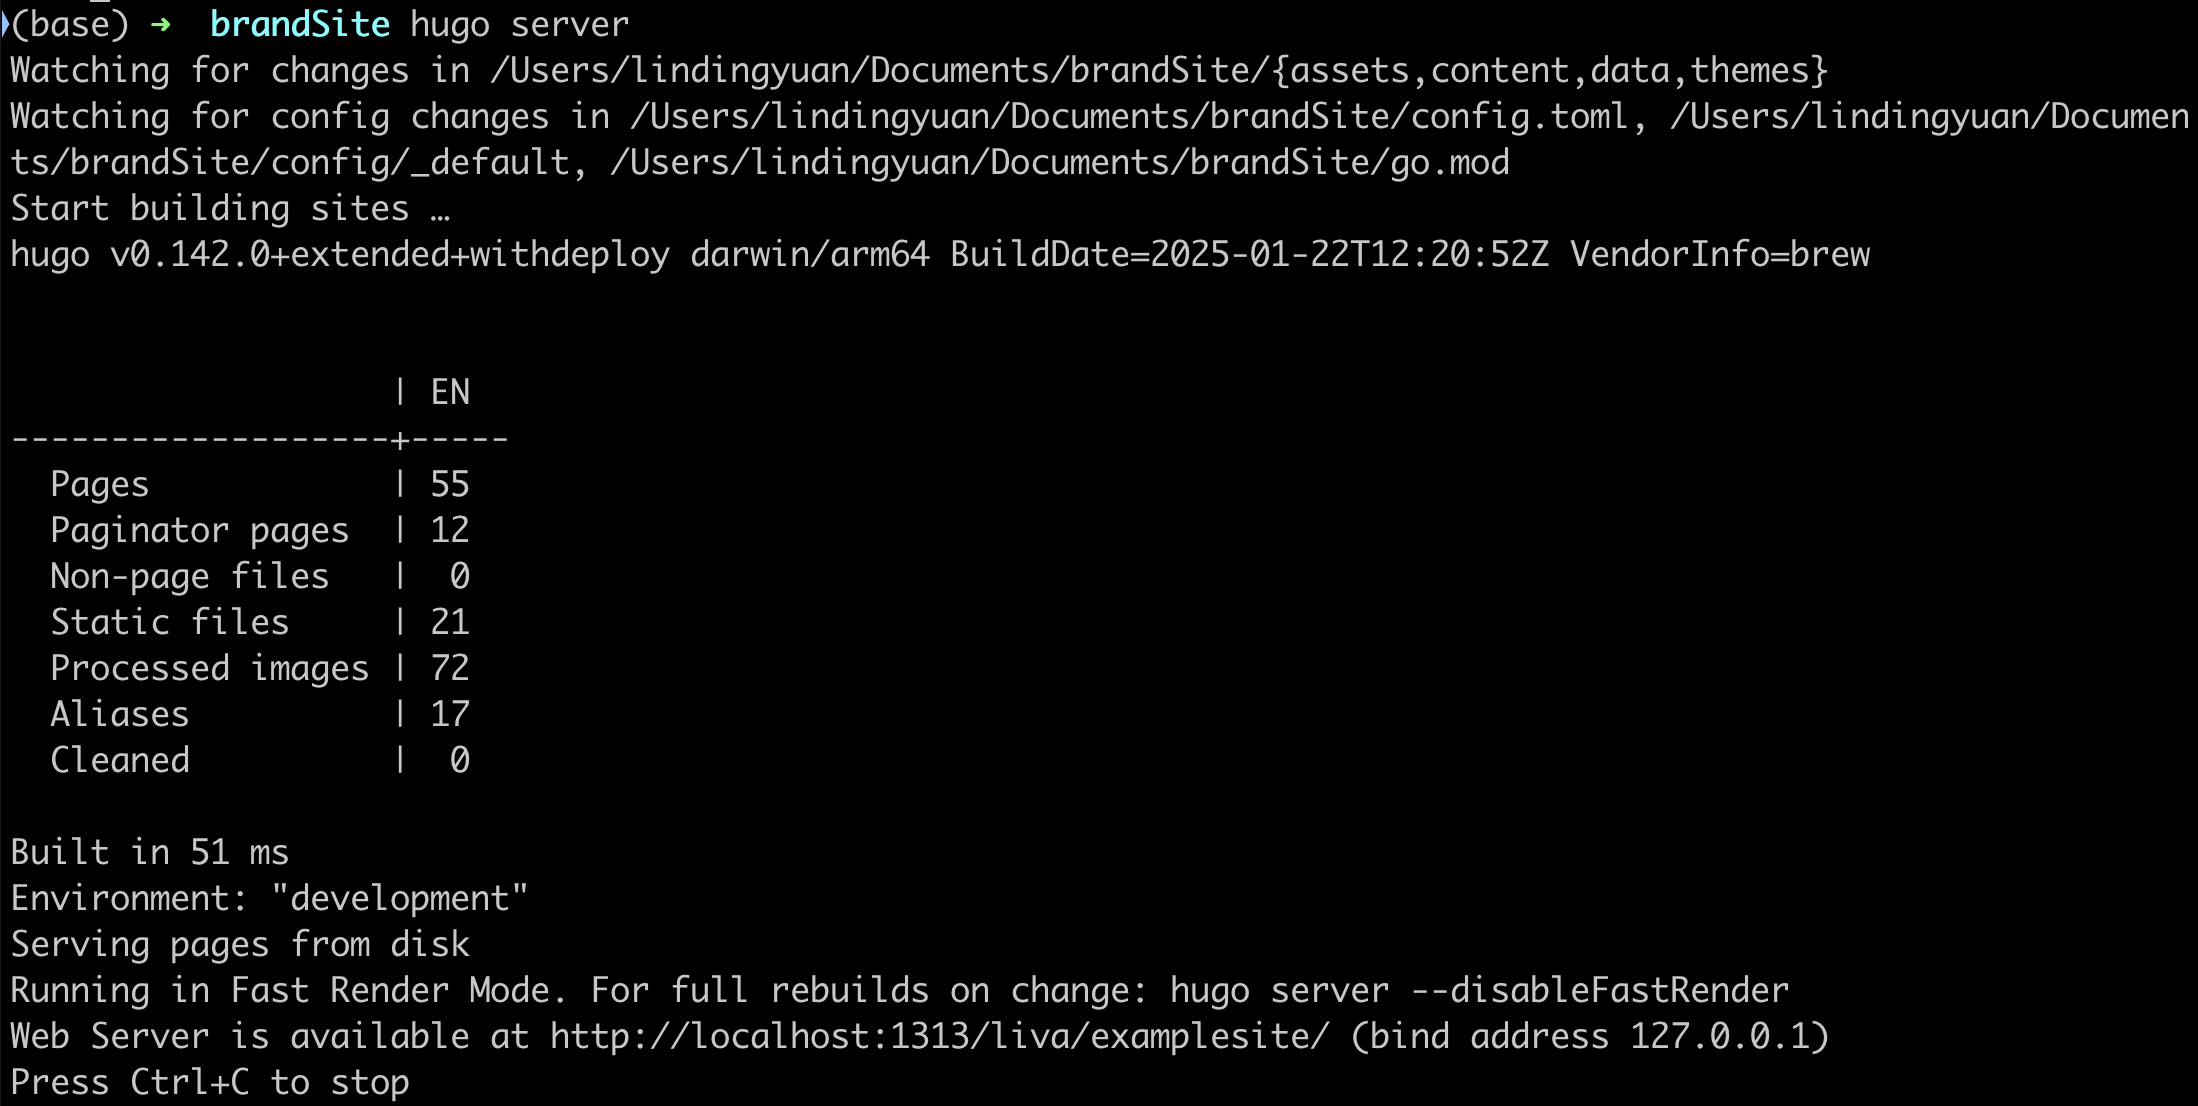 (base) ➜  brandSite hugo server
Watching for changes in /Users/lindingyuan/Documents/brandSite/{assets,content,data,themes}
Watching for config changes in /Users/lindingyuan/Documents/brandSite/config.toml, /Users/lindingyuan/Documen
ts/brandSite/config/_default, /Users/lindingyuan/Documents/brandSite/go.mod
Start building sites …
hugo v0.142.0+extended+withdeploy darwin/arm64 BuildDate=2025-01-22T12:20:52Z VendorInfo=brew
                   | EN
-------------------+-----
  Pages            | 55
  Paginator pages  | 12
  Non-page files   |  0
  Static files     | 21
  Processed images | 72
  Aliases          | 17
  Cleaned          |  0
Built in 51 ms
Environment: "development"
Serving pages from disk
Running in Fast Render Mode. For full rebuilds on change: hugo server --disableFastRender
Web Server is available at http://localhost:1313/liva/examplesite/ (bind address 127.0.0.1)
Press Ctrl+C to stop